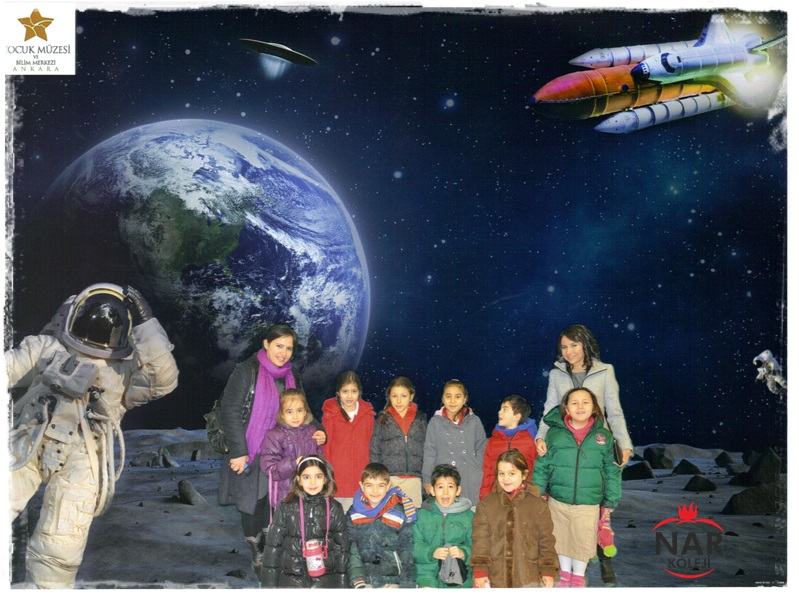 ÇOCUK MÜZESİ
VE
BİLİM MERKEZİ
ANKARA
NAR
KOLEJİ